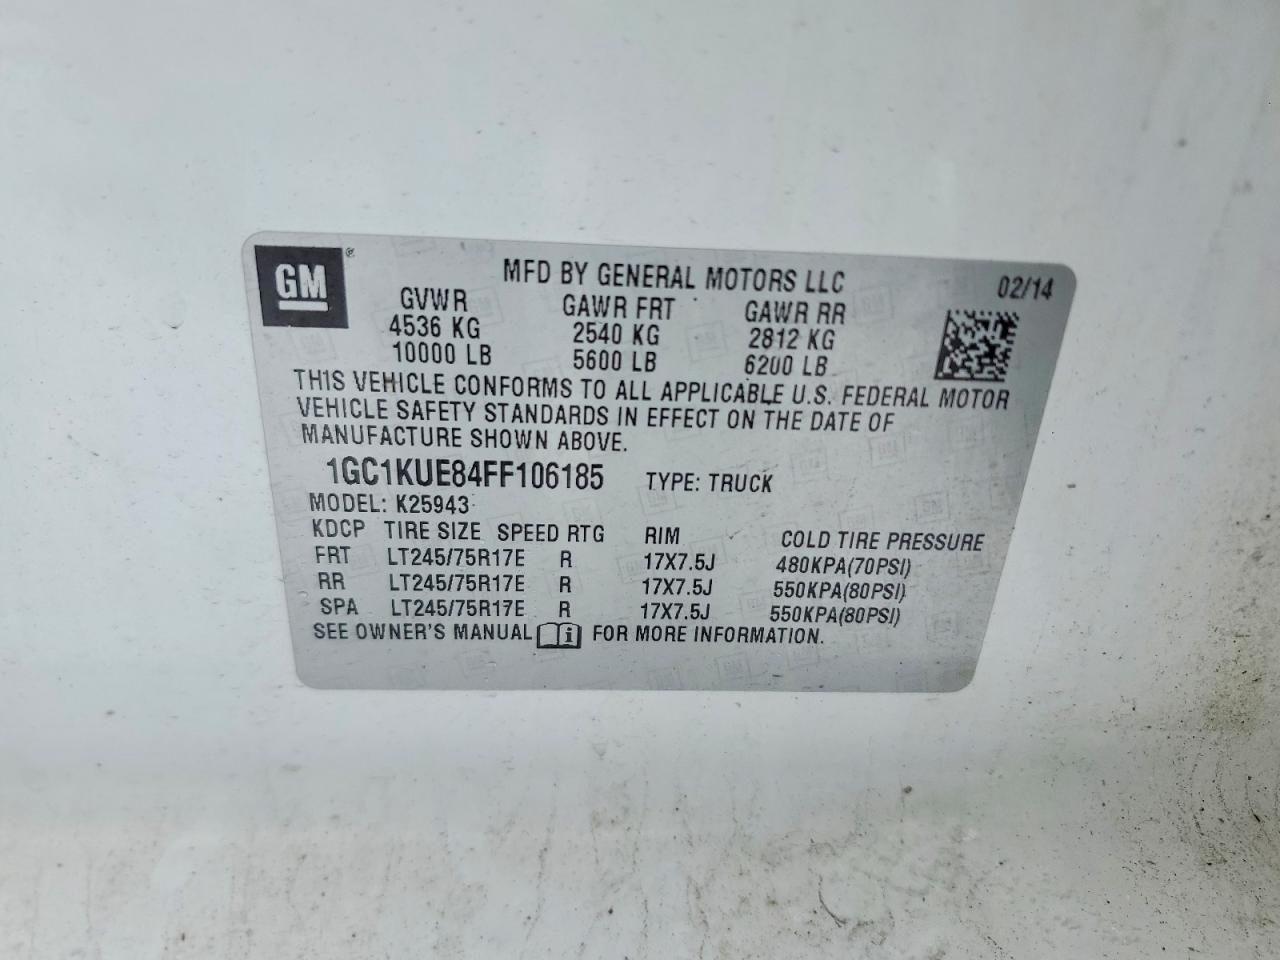 GM ®
MFD BY GENERAL MOTORS LLC 02/14
GVWR GAWR FRT GAWR RR
4536 KG 2540 KG 2812 KG
10000 LB 5600 LB 6200 LB
THIS VEHICLE CONFORMS TO ALL APPLICABLE U.S. FEDERAL MOTOR
VEHICLE SAFETY STANDARDS IN EFFECT ON THE DATE OF
MANUFACTURE SHOWN ABOVE.
1GC1KUE84FF106185 TYPE: TRUCK
MODEL: K25943
KDCP TIRE SIZE SPEED RTG RIM COLD TIRE PRESSURE
FRT LT245/75R17E R 17X7.5J 480KPA(70PSI)
RR LT245/75R17E R 17X7.5J 550KPA(80PSI)
SPA LT245/75R17E R 17X7.5J 550KPA(80PSI)
SEE OWNER'S MANUAL i FOR MORE INFORMATION.